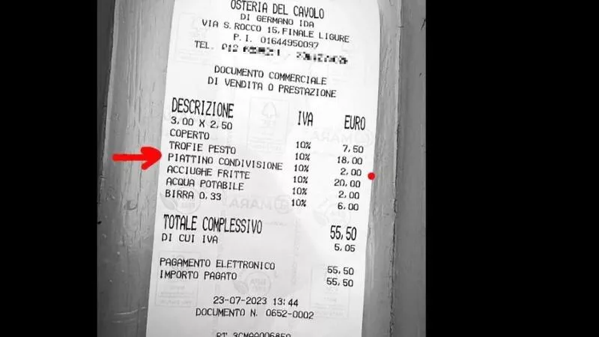 OSTERIA DEL CAVOLO
DI GERMANO IDA
VIA S.ROCCO 15,FINALE LIGURE
P.I. 01644950097
TEL.
DOCUMENTO COMMERCIALE
DI VENDITA O PRESTAZIONE
DESCRIZIONE IVA EURO
3,00 X 2,50
COPERTO 10% 7,50
TROFIE PESTO 10% 18,00
PIATTINO CONDIVISIONE 10% 2,00
ACCIUGHE FRITTE 10% 20,00
ACQUA POTABILE 10% 2,00
BIRRA 0,33 10% 6,00
TOTALE COMPLESSIVO 55,50
DI CUI IVA 5,05
PAGAMENTO ELETTRONICO 55,50
IMPORTO PAGATO 55,50
23-07-2023 13:44
DOCUMENTO N. 0652-0002